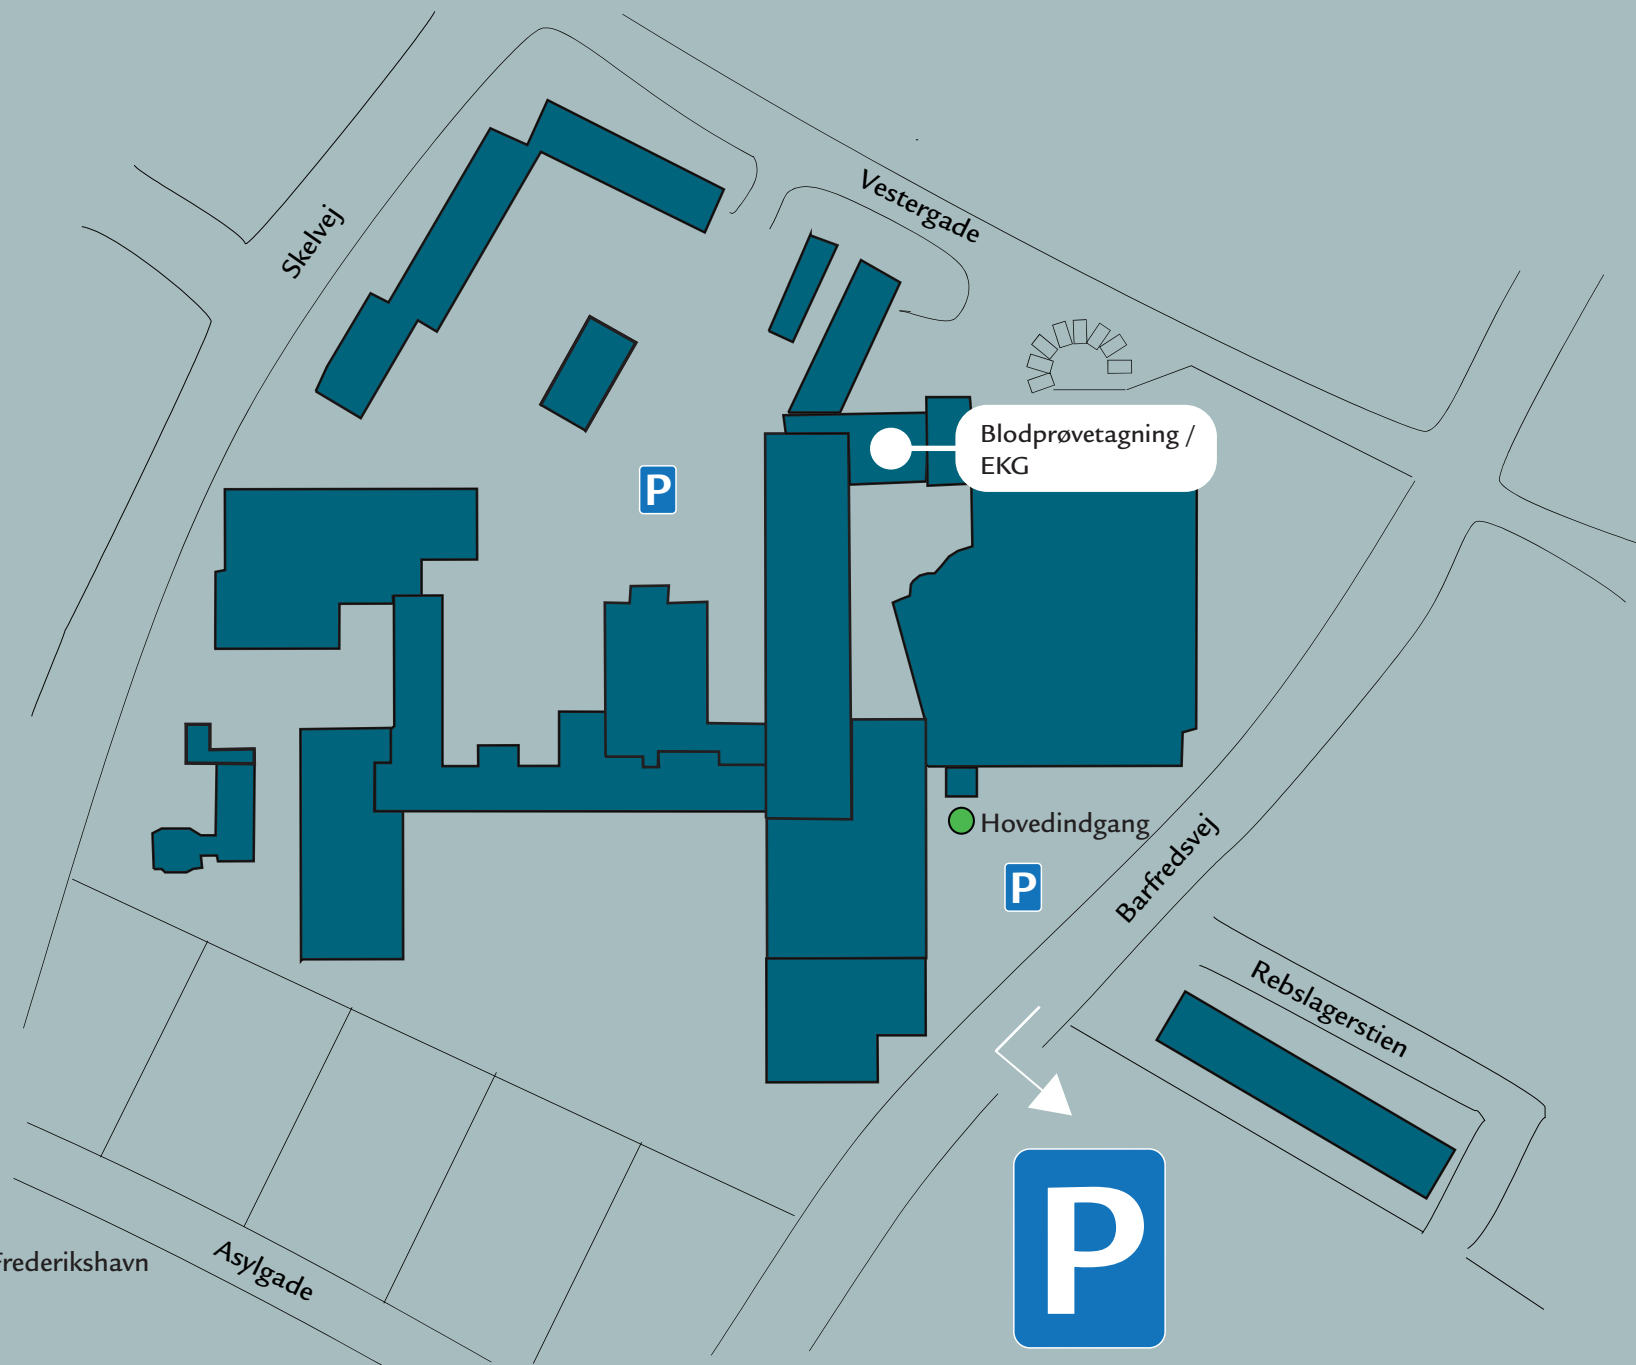 Skelvej
Vestergade
Blodprøvetagning /
EKG
P
Hovedindgang
P
Barfredsvej
Rebslagerstien
P
Asylgade
Frederikshavn